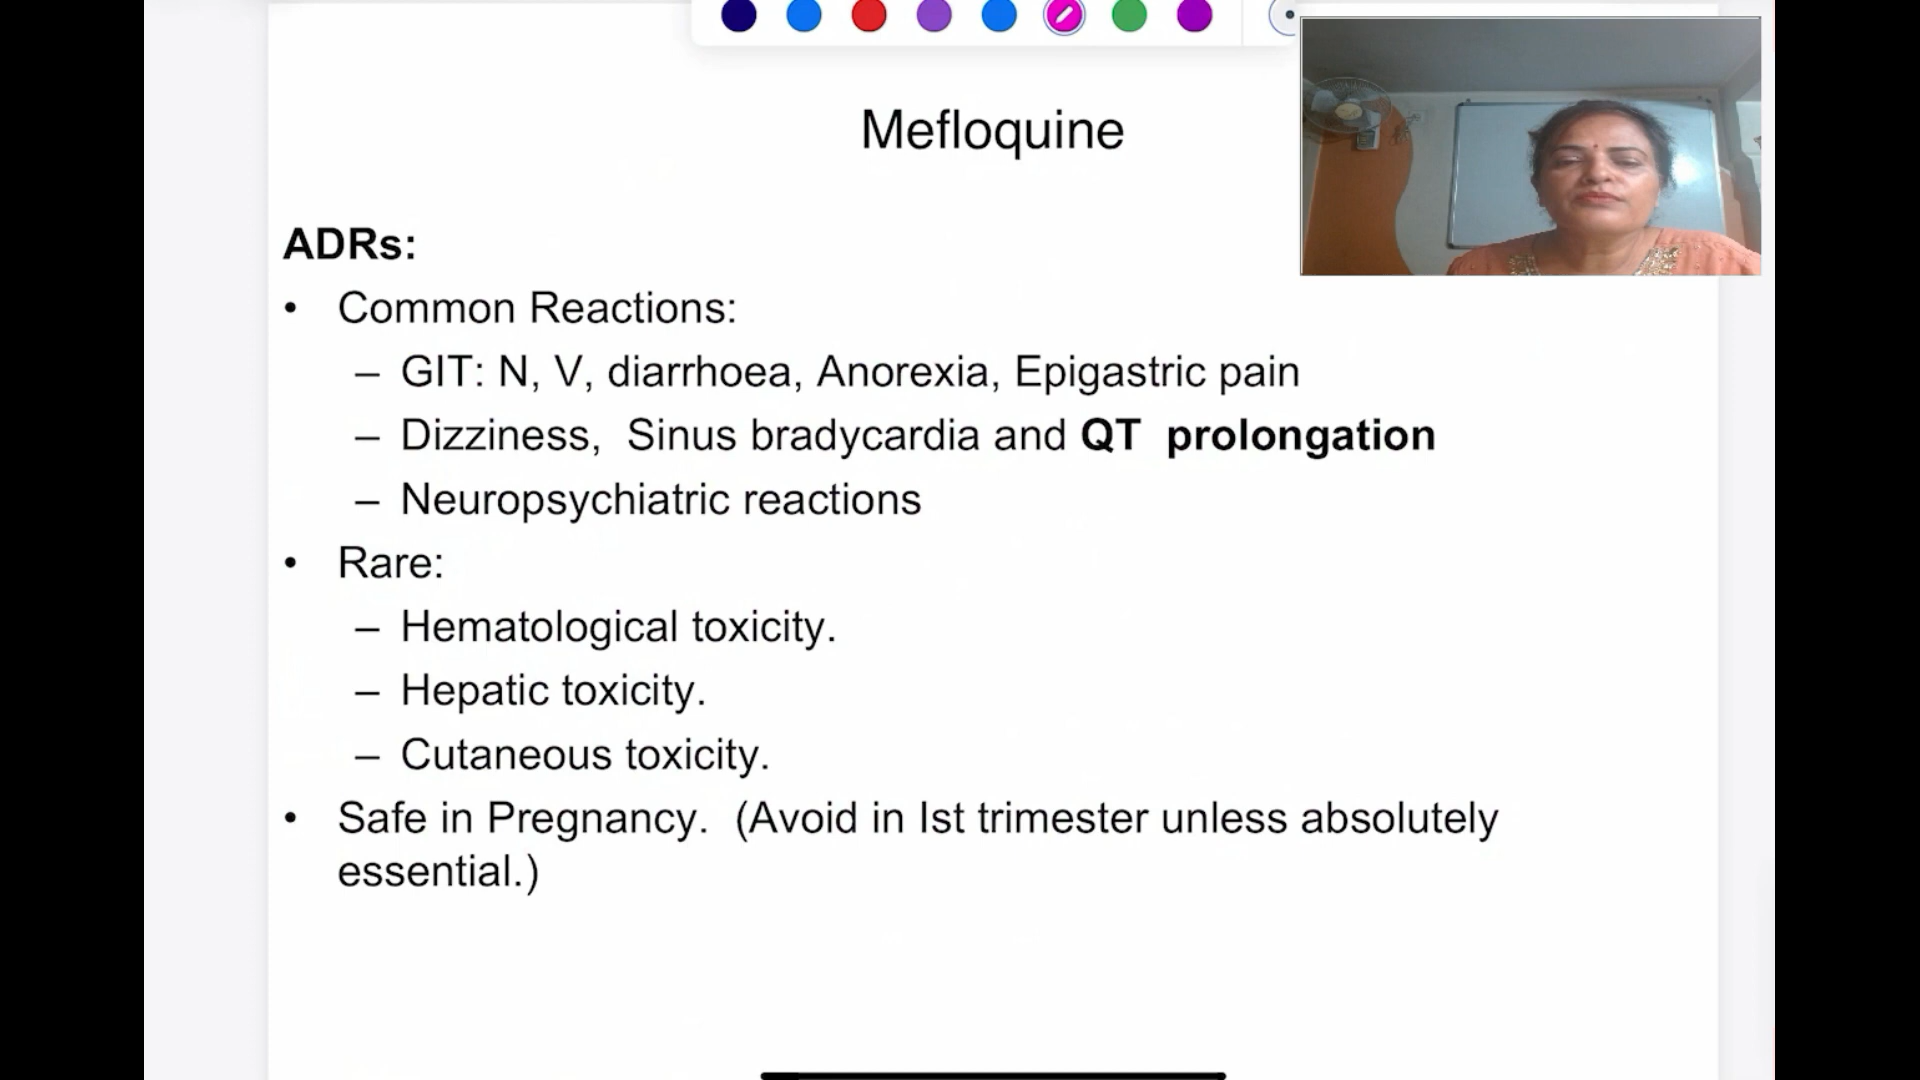 Mefloquine
ADRs:
• Common Reactions:
– GIT: N, V, diarrhoea, Anorexia, Epigastric pain
– Dizziness,  Sinus bradycardia and QT  prolongation
– Neuropsychiatric reactions
• Rare:
– Hematological toxicity.
– Hepatic toxicity.
– Cutaneous toxicity.
• Safe in Pregnancy.  (Avoid in Ist trimester unless absolutely
essential.)